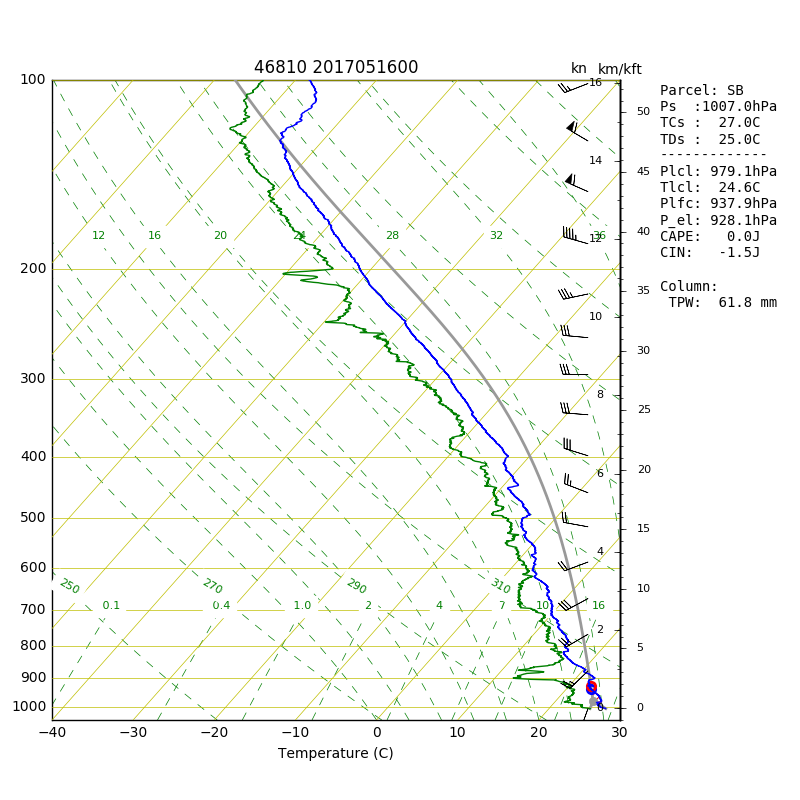 46810 2017051600
kn km/kft
Parcel: SB
Ps  :1007.0hPa
TCs :  27.0C
TDs :  25.0C
-------------
Plcl: 979.1hPa
Tlcl:  24.6C
Plfc: 937.9hPa
P_el: 928.1hPa
CAPE:   0.0J
CIN:   -1.5J
Column:
TPW:  61.8 mm
100
200
300
400
500
600
700
800
900
1000
12 16 20 24 28 32 36
250 270 290 310
0.1 0.4 1.0 2 4 7 10 16
16
14
12
10
8
6
4
2
0
50
45
40
35
30
25
20
15
10
5
0
−40 −30 −20 −10 0 10 20 30
Temperature (C)